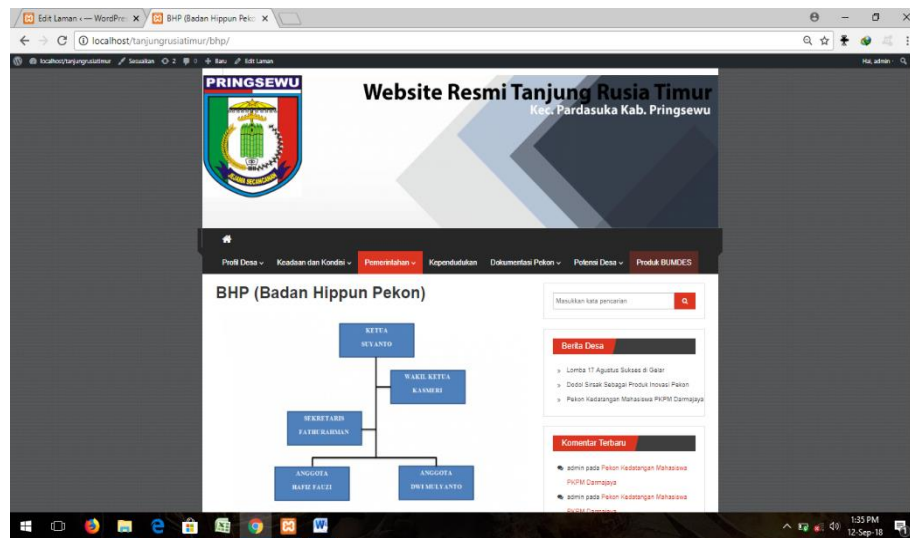 Edit Laman ‹ — WordPre
BHP (Badan Hippun Peko
localhost/tanjungrusiatimur/bhp/
localhost/tanjungrusiatimur
Sesuaikan
2
0
Baru
Edit Laman
Hai, admin
PRINGSEWU
JEJAMA SECANCANAN
Website Resmi Tanjung Rusia Timur
Kec. Pardasuka Kab. Pringsewu
Profil Desa
Keadaan dan Kondisi
Pemerintahan
Kependudukan
Dokumentasi Pekon
Potensi Desa
Produk BUMDES
BHP (Badan Hippun Pekon)
KETUA
SUYANTO
WAKIL KETUA
KASMERI
SEKRETARIS
FATHURAHMAN
ANGGOTA
HAFIZ FAUZI
ANGGOTA
DWI MULYANTO
Masukkan kata pencarian
Berita Desa
Lomba 17 Agustus Sukses di Gelar
Dodol Sirsak Sebagai Produk Inovasi Pekon
Pekon Kedatangan Mahasiswa PKPM Darmajaya
Komentar Terbaru
admin pada Pekon Kedatangan Mahasiswa
PKPM Darmajaya
admin pada Pekon Kedatangan Mahasiswa
PKPM Darmajaya
1:35 PM
12-Sep-18